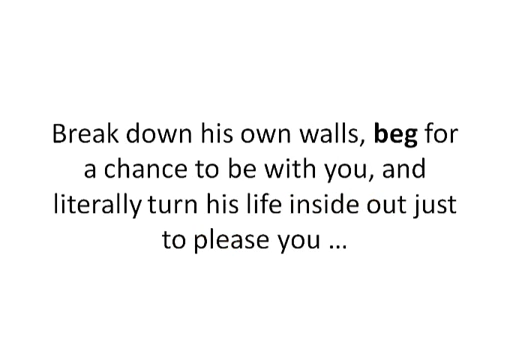 Break down his own walls, beg for
a chance to be with you, and
literally turn his life inside out just
to please you ...